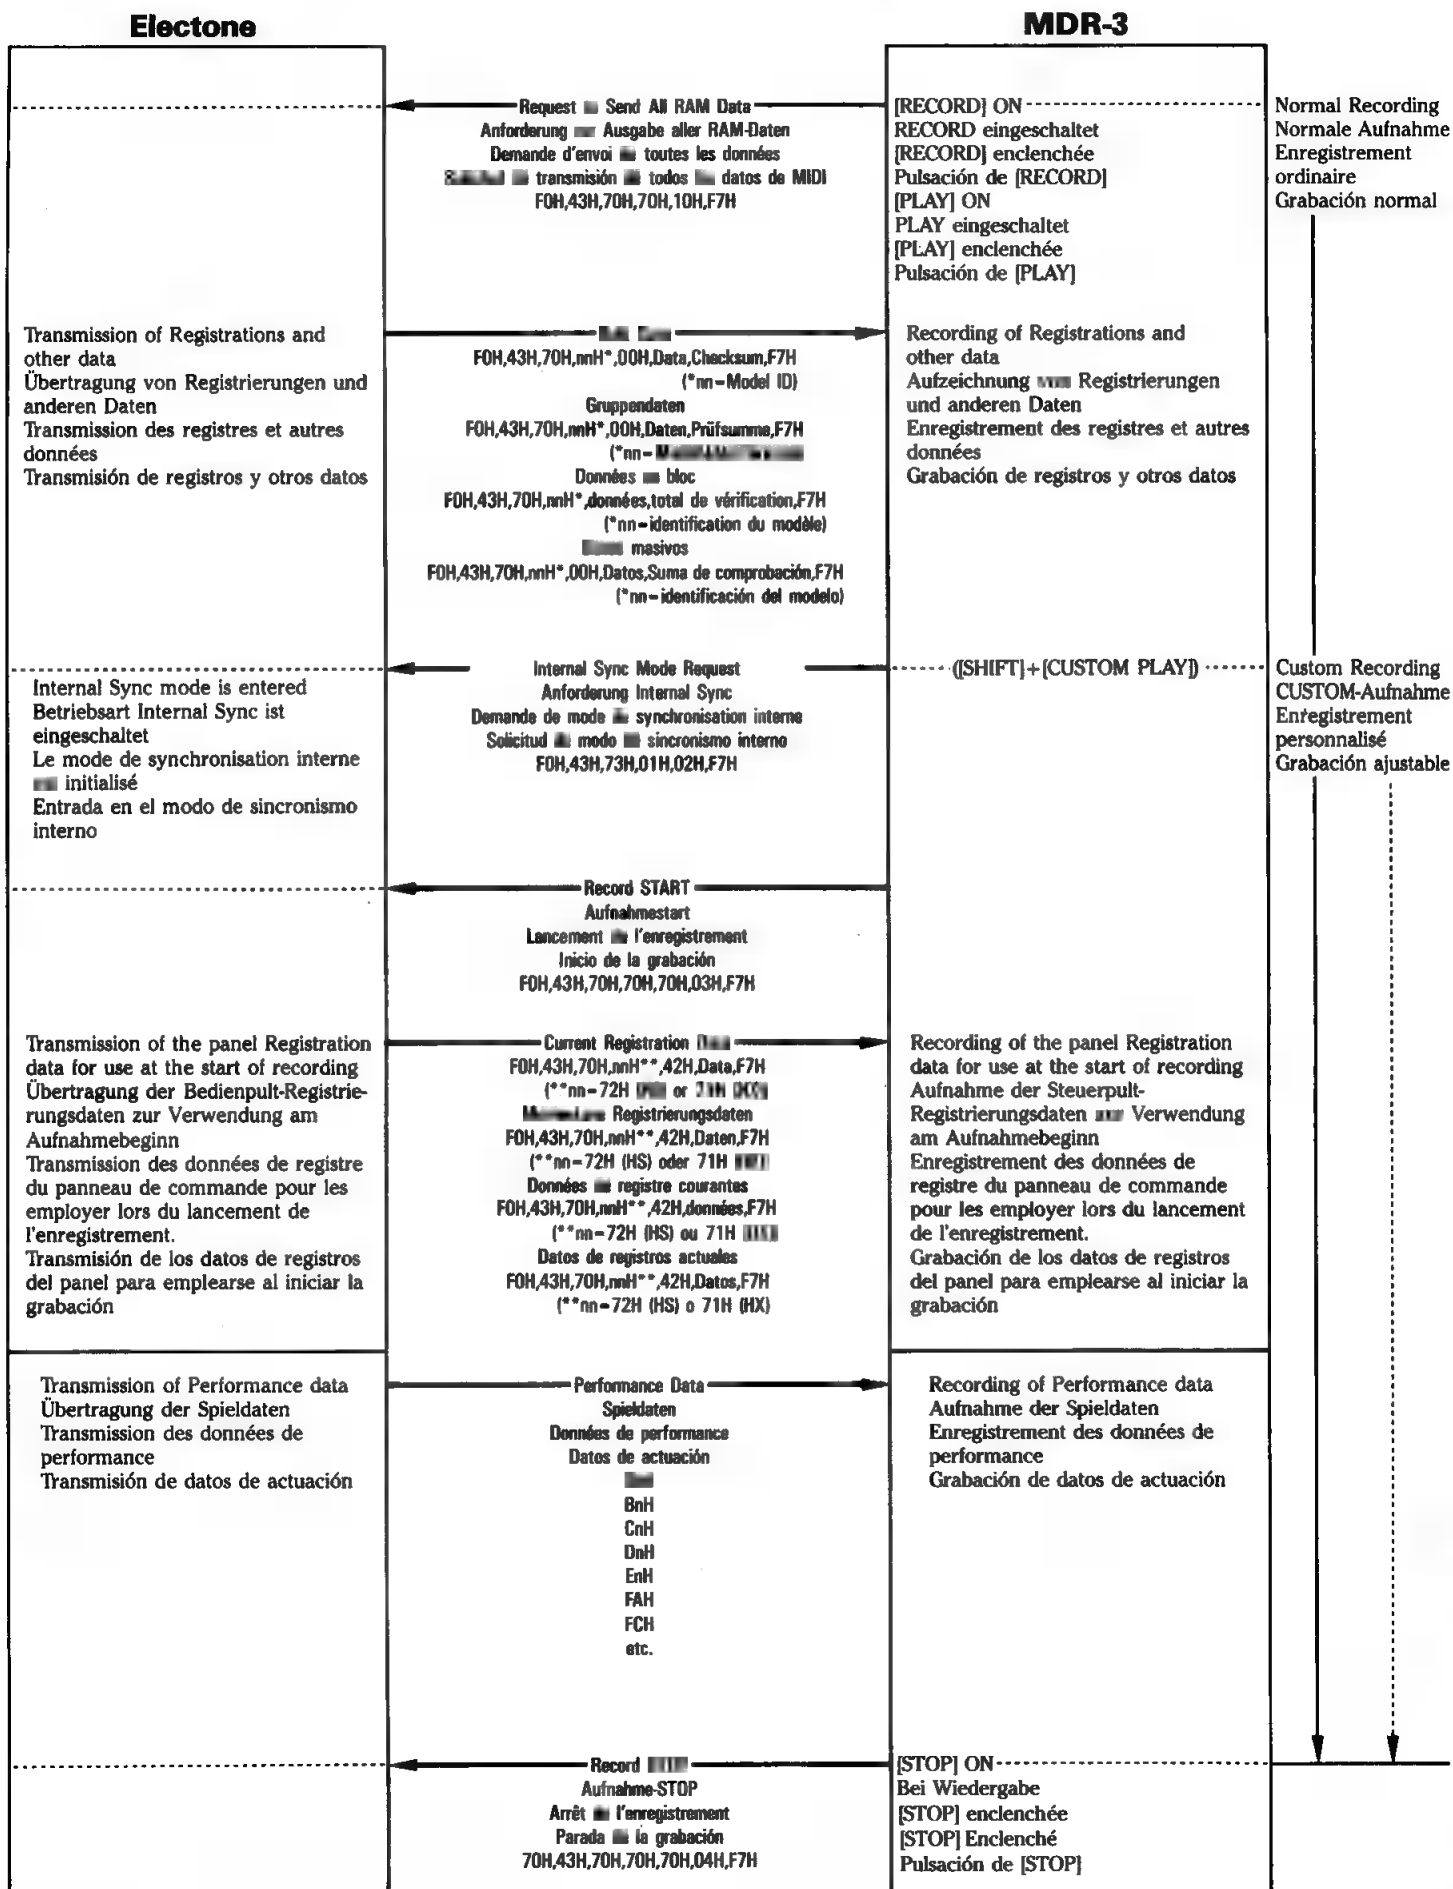 Electone
MDR-3
Request Send All RAM Data
Anforderung Ausgabe aller RAM-Daten
Demande d'envoi toutes les données
transmisión todos datos de MIDI
F0H,43H,70H,70H,10H,F7H
[RECORD] ON
RECORD eingeschaltet
[RECORD] enclenchée
Pulsación de [RECORD]
[PLAY] ON
PLAY eingeschaltet
[PLAY] enclenchée
Pulsación de [PLAY]
Normal Recording
Normale Aufnahme
Enregistrement
ordinaire
Grabación normal
Transmission of Registrations and
other data
Übertragung von Registrierungen und
anderen Daten
Transmission des registres et autres
données
Transmisión de registros y otros datos
F0H,43H,70H,nnH*,00H,Data,Checksum,F7H
(*nn=Model ID)
Gruppendaten
F0H,43H,70H,nnH*,00H,Daten,Prüfsumme,F7H
(*nn=
Données bloc
F0H,43H,70H,nnH*,données,total de vérification,F7H
(*nn=identification du modèle)
masivos
F0H,43H,70H,nnH*,00H,Datos,Suma de comprobación,F7H
(*nn=identificación del modelo)
Recording of Registrations and
other data
Aufzeichnung Registrierungen
und anderen Daten
Enregistrement des registres et autres
données
Grabación de registros y otros datos
Internal Sync mode is entered
Betriebsart Internal Sync ist
eingeschaltet
Le mode de synchronisation interne
initialisé
Entrada en el modo de sincronismo
interno
Internal Sync Mode Request
Anforderung Internal Sync
Demande de mode synchronisation interne
Solicitud modo sincronismo interno
F0H,43H,73H,01H,02H,F7H
([SHIFT]+[CUSTOM PLAY])
Custom Recording
CUSTOM-Aufnahme
Enregistrement
personnalisé
Grabación ajustable
Record START
Aufnahmestart
Lancement l'enregistrement
Inicio de la grabación
F0H,43H,70H,70H,70H,03H,F7H
Transmission of the panel Registration
data for use at the start of recording
Übertragung der Bedienpult-Registrie-
rungsdaten zur Verwendung am
Aufnahmebeginn
Transmission des données de registre
du panneau de commande pour les
employer lors du lancement de
l'enregistrement.
Transmisión de los datos de registros
del panel para emplearse al iniciar la
grabación
Current Registration
F0H,43H,70H,nnH**,42H,Data,F7H
(**nn=72H or
Registrierungsdaten
F0H,43H,70H,nnH**,42H,Daten,F7H
(**nn=72H (HS) oder 71H
Données registre courantes
F0H,43H,70H,nnH**,42H,données,F7H
(**nn=72H (HS) ou 71H
Datos de registros actuales
F0H,43H,70H,nnH**,42H,Datos,F7H
(**nn=72H (HS) o 71H (HX)
Recording of the panel Registration
data for use at the start of recording
Aufnahme der Steuerpult-
Registrierungsdaten Verwendung
am Aufnahmebeginn
Enregistrement des données de
registre du panneau de commande
pour les employer lors du lancement
de l'enregistrement.
Grabación de los datos de registros
del panel para emplearse al iniciar la
grabación
Transmission of Performance data
Übertragung der Spieldaten
Transmission des données de
performance
Transmisión de datos de actuación
Performance Data
Spieldaten
Données de performance
Datos de actuación
BnH
CnH
DnH
EnH
FAH
FCH
etc.
Recording of Performance data
Aufnahme der Spieldaten
Enregistrement des données de
performance
Grabación de datos de actuación
Record
Aufnahme-STOP
Arrêt l'enregistrement
Parada la grabación
70H,43H,70H,70H,70H,04H,F7H
[STOP] ON
Bei Wiedergabe
[STOP] enclenchée
[STOP] Enclenché
Pulsación de [STOP]